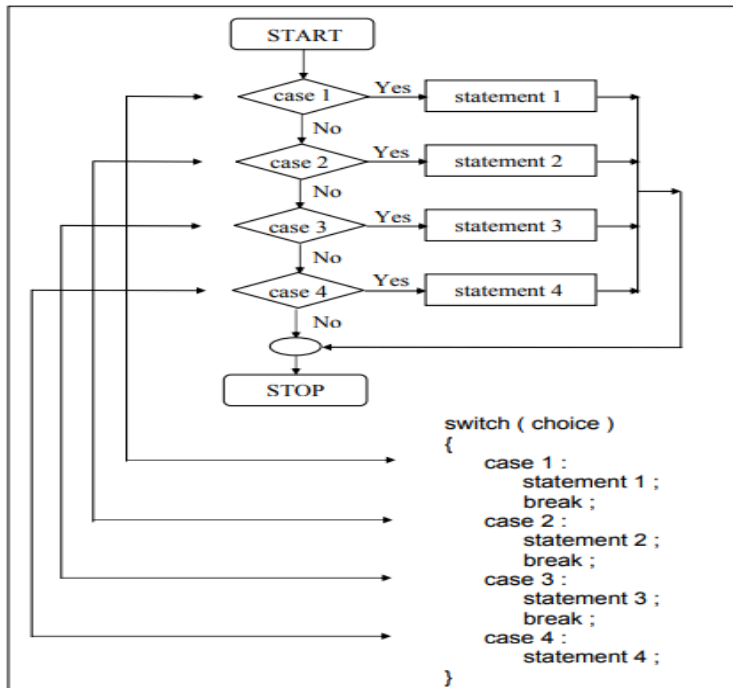 START
case 1
Yes
statement 1
No
case 2
Yes
statement 2
No
case 3
Yes
statement 3
No
case 4
Yes
statement 4
No
STOP
switch ( choice )
{
case 1 :
statement 1 ;
break ;
case 2 :
statement 2 ;
break ;
case 3 :
statement 3 ;
break ;
case 4 :
statement 4 ;
}